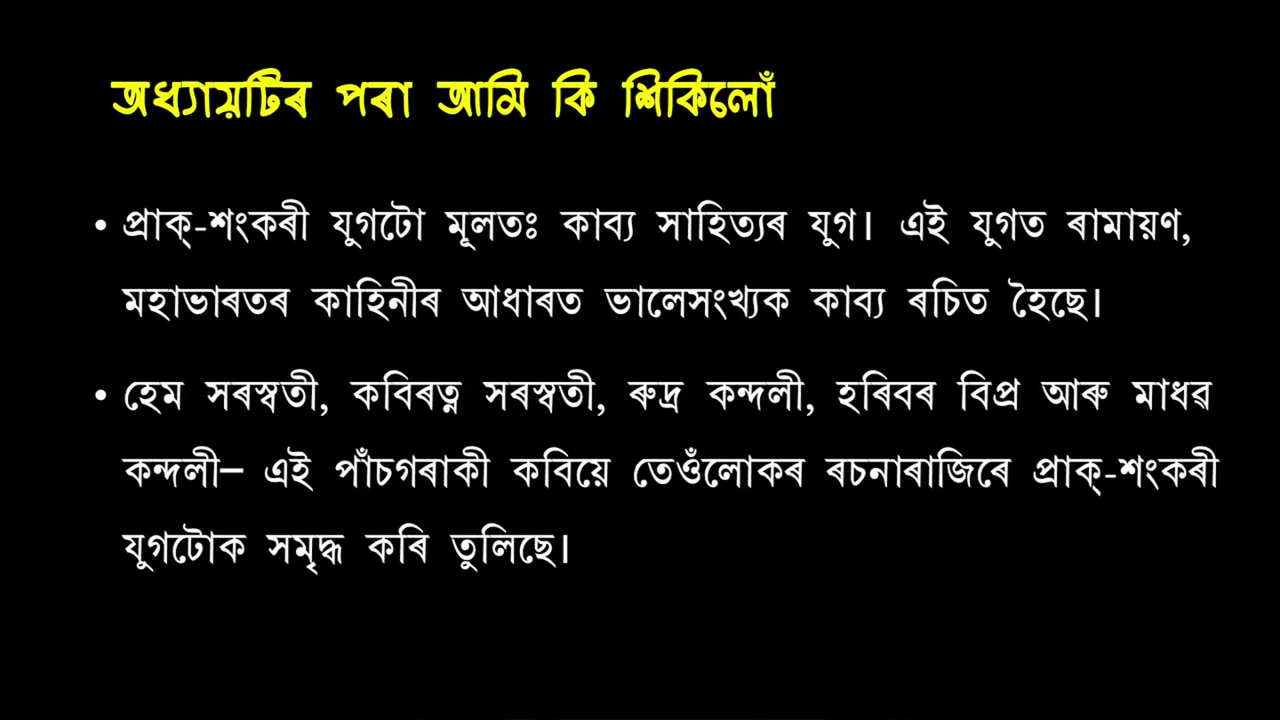 অধ্যায়টিৰ পৰা আমি কি শিকিলোঁ
• প্ৰাক্-শংকৰী যুগটো মূলতঃ কাব্য সাহিত্যৰ যুগ। এই যুগত ৰামায়ণ,
মহাভাৰতৰ কাহিনীৰ আধাৰত ভালেসংখ্যক কাব্য ৰচিত হৈছে।
• হেম সৰস্বতী, কবিৰত্ন সৰস্বতী, ৰুদ্ৰ কন্দলী, হৰিবৰ বিপ্ৰ আৰু মাধৱ
কন্দলী– এই পাঁচগৰাকী কবিয়ে তেওঁলোকৰ ৰচনাৰাজিৰে প্ৰাক্-শংকৰী
যুগটোক সমৃদ্ধ কৰি তুলিছে।